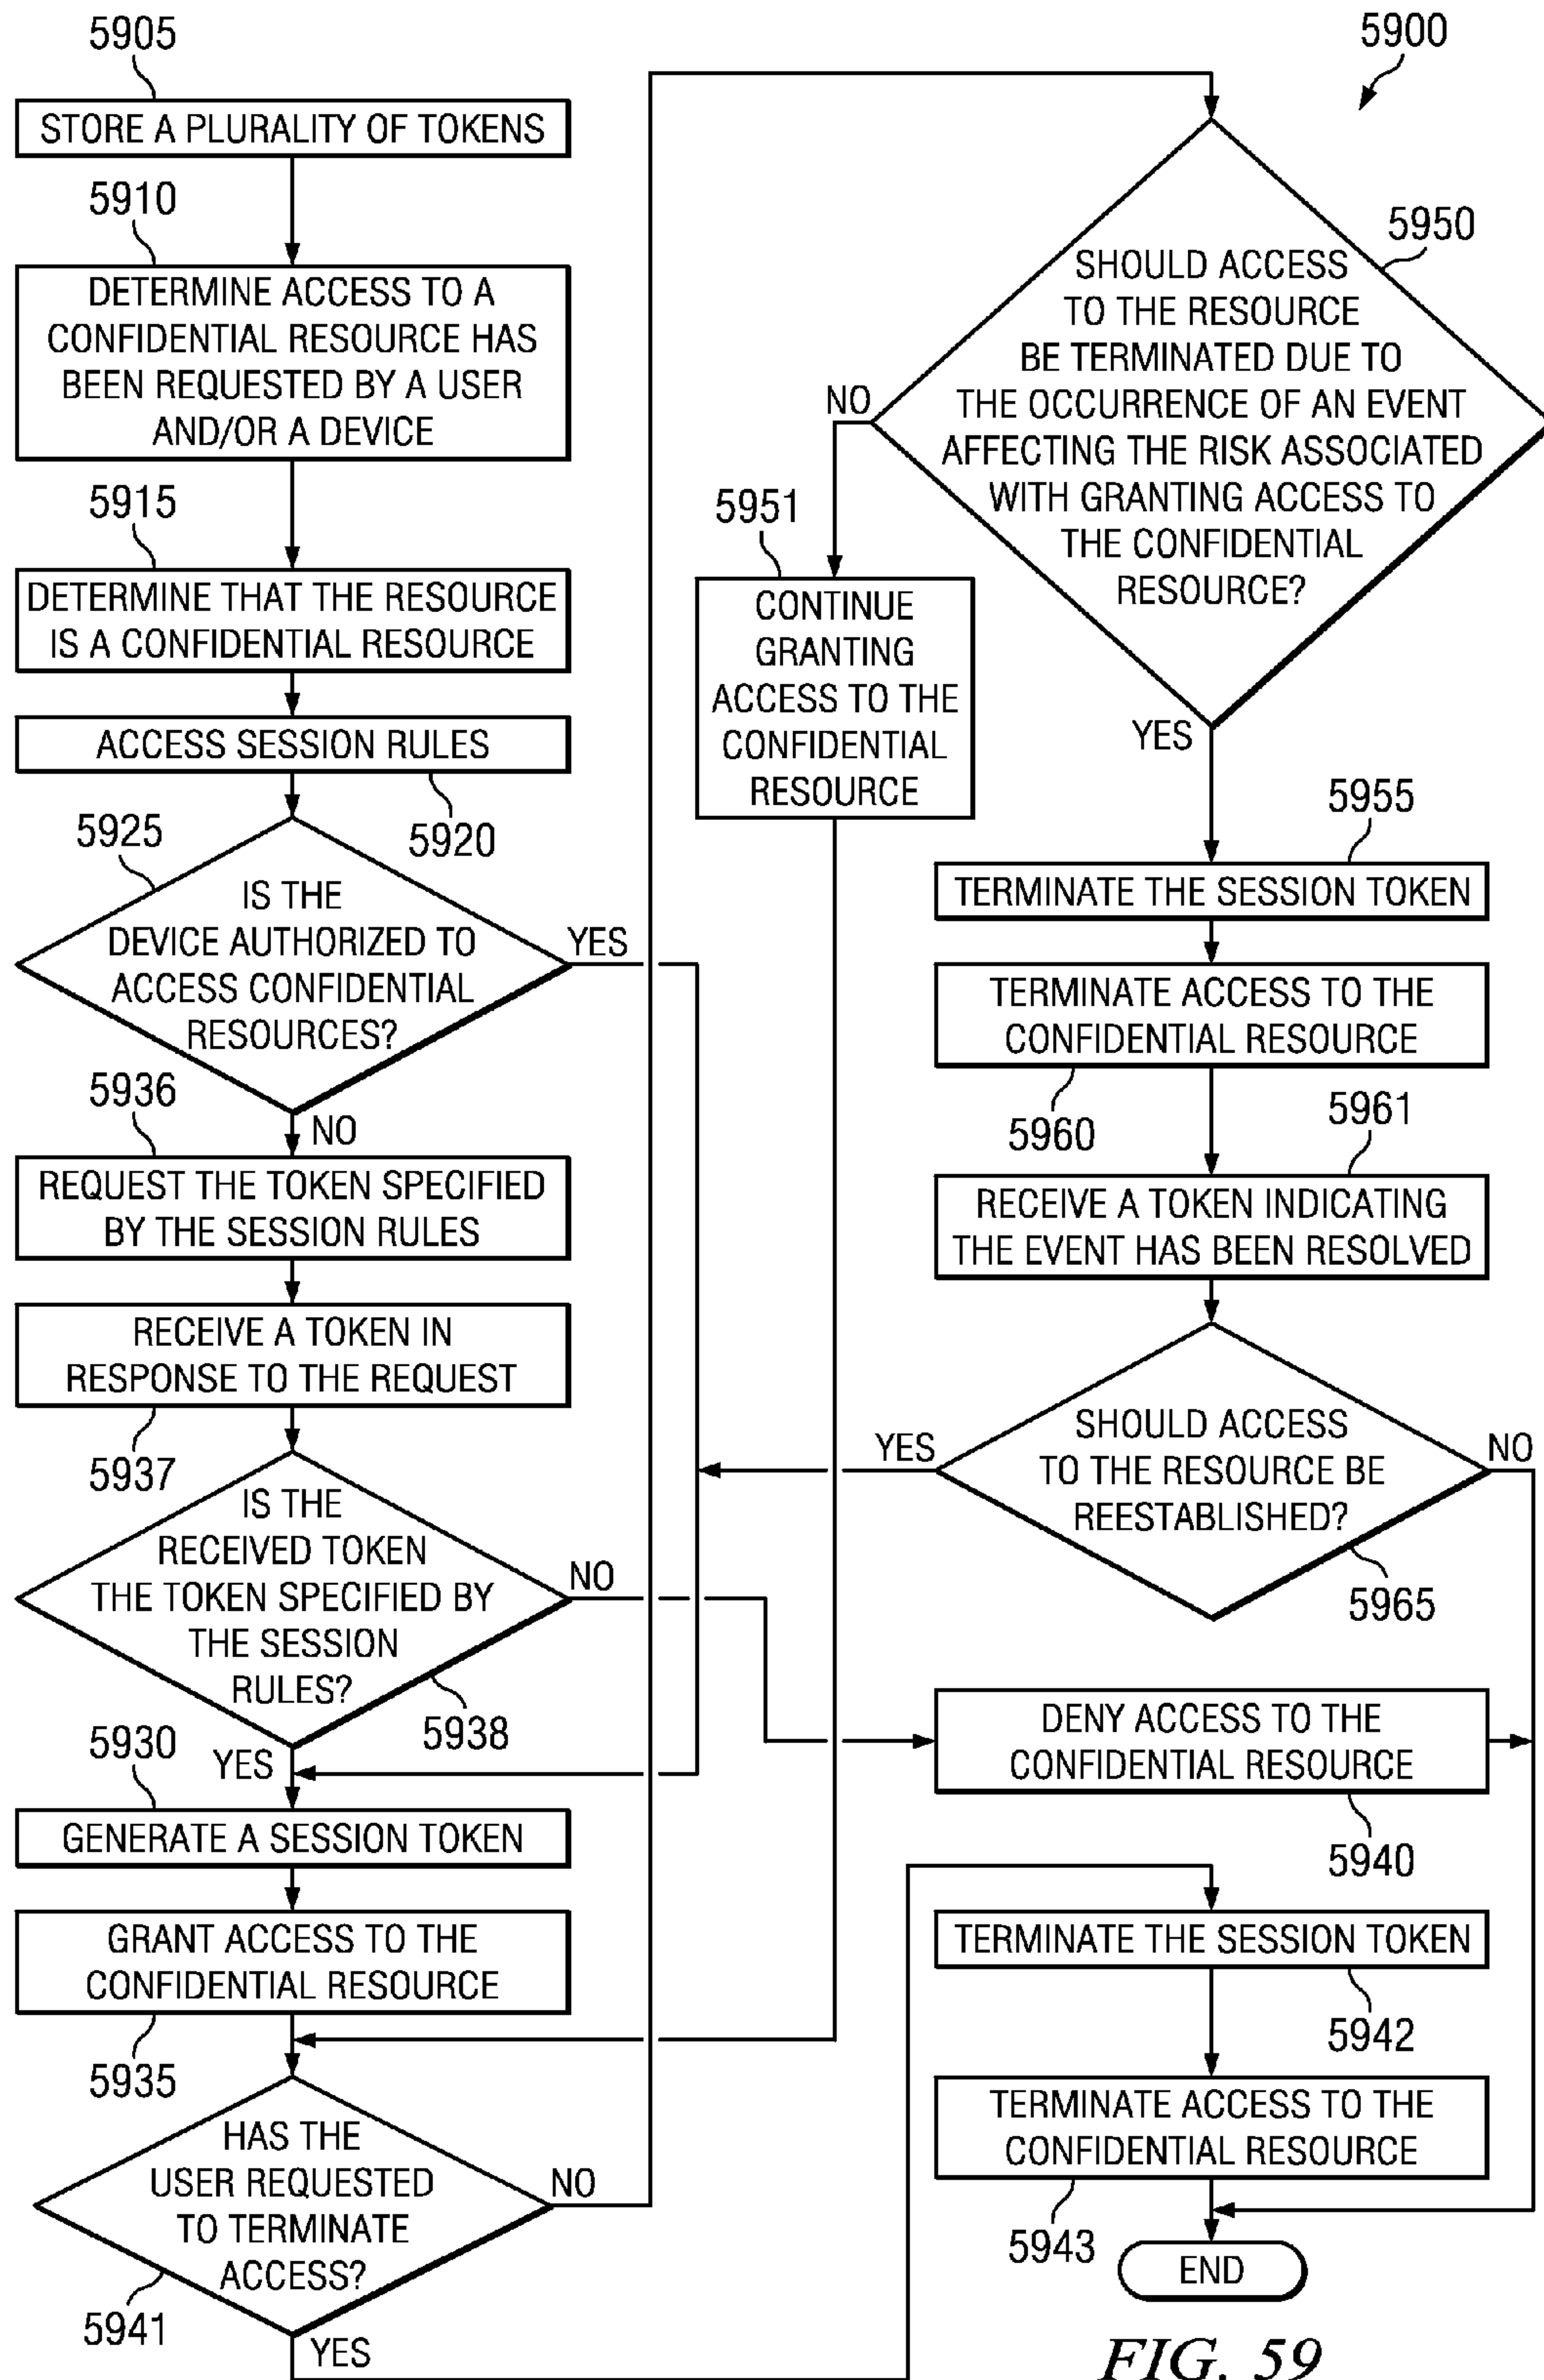 5905
STORE A PLURALITY OF TOKENS
5910
DETERMINE ACCESS TO A
CONFIDENTIAL RESOURCE HAS
BEEN REQUESTED BY A USER
AND/OR A DEVICE
5915
DETERMINE THAT THE RESOURCE
IS A CONFIDENTIAL RESOURCE
ACCESS SESSION RULES
5920
5925
IS THE
DEVICE AUTHORIZED TO
ACCESS CONFIDENTIAL
RESOURCES?
YES
NO
5936
REQUEST THE TOKEN SPECIFIED
BY THE SESSION RULES
RECEIVE A TOKEN IN
RESPONSE TO THE REQUEST
5937
IS THE
RECEIVED TOKEN
THE TOKEN SPECIFIED BY
THE SESSION
RULES?
NO
5938
YES
5930
GENERATE A SESSION TOKEN
GRANT ACCESS TO THE
CONFIDENTIAL RESOURCE
5935
HAS THE
USER REQUESTED
TO TERMINATE
ACCESS?
NO
5941
YES
5900
5950
SHOULD ACCESS
TO THE RESOURCE
BE TERMINATED DUE TO
THE OCCURRENCE OF AN EVENT
AFFECTING THE RISK ASSOCIATED
WITH GRANTING ACCESS TO
THE CONFIDENTIAL
RESOURCE?
NO
5951
CONTINUE
GRANTING
ACCESS TO THE
CONFIDENTIAL
RESOURCE
YES
5955
TERMINATE THE SESSION TOKEN
TERMINATE ACCESS TO THE
CONFIDENTIAL RESOURCE
5960
5961
RECEIVE A TOKEN INDICATING
THE EVENT HAS BEEN RESOLVED
SHOULD ACCESS
TO THE RESOURCE BE
REESTABLISHED?
YES
NO
5965
DENY ACCESS TO THE
CONFIDENTIAL RESOURCE
5940
TERMINATE THE SESSION TOKEN
5942
TERMINATE ACCESS TO THE
CONFIDENTIAL RESOURCE
5943
END
FIG. 59